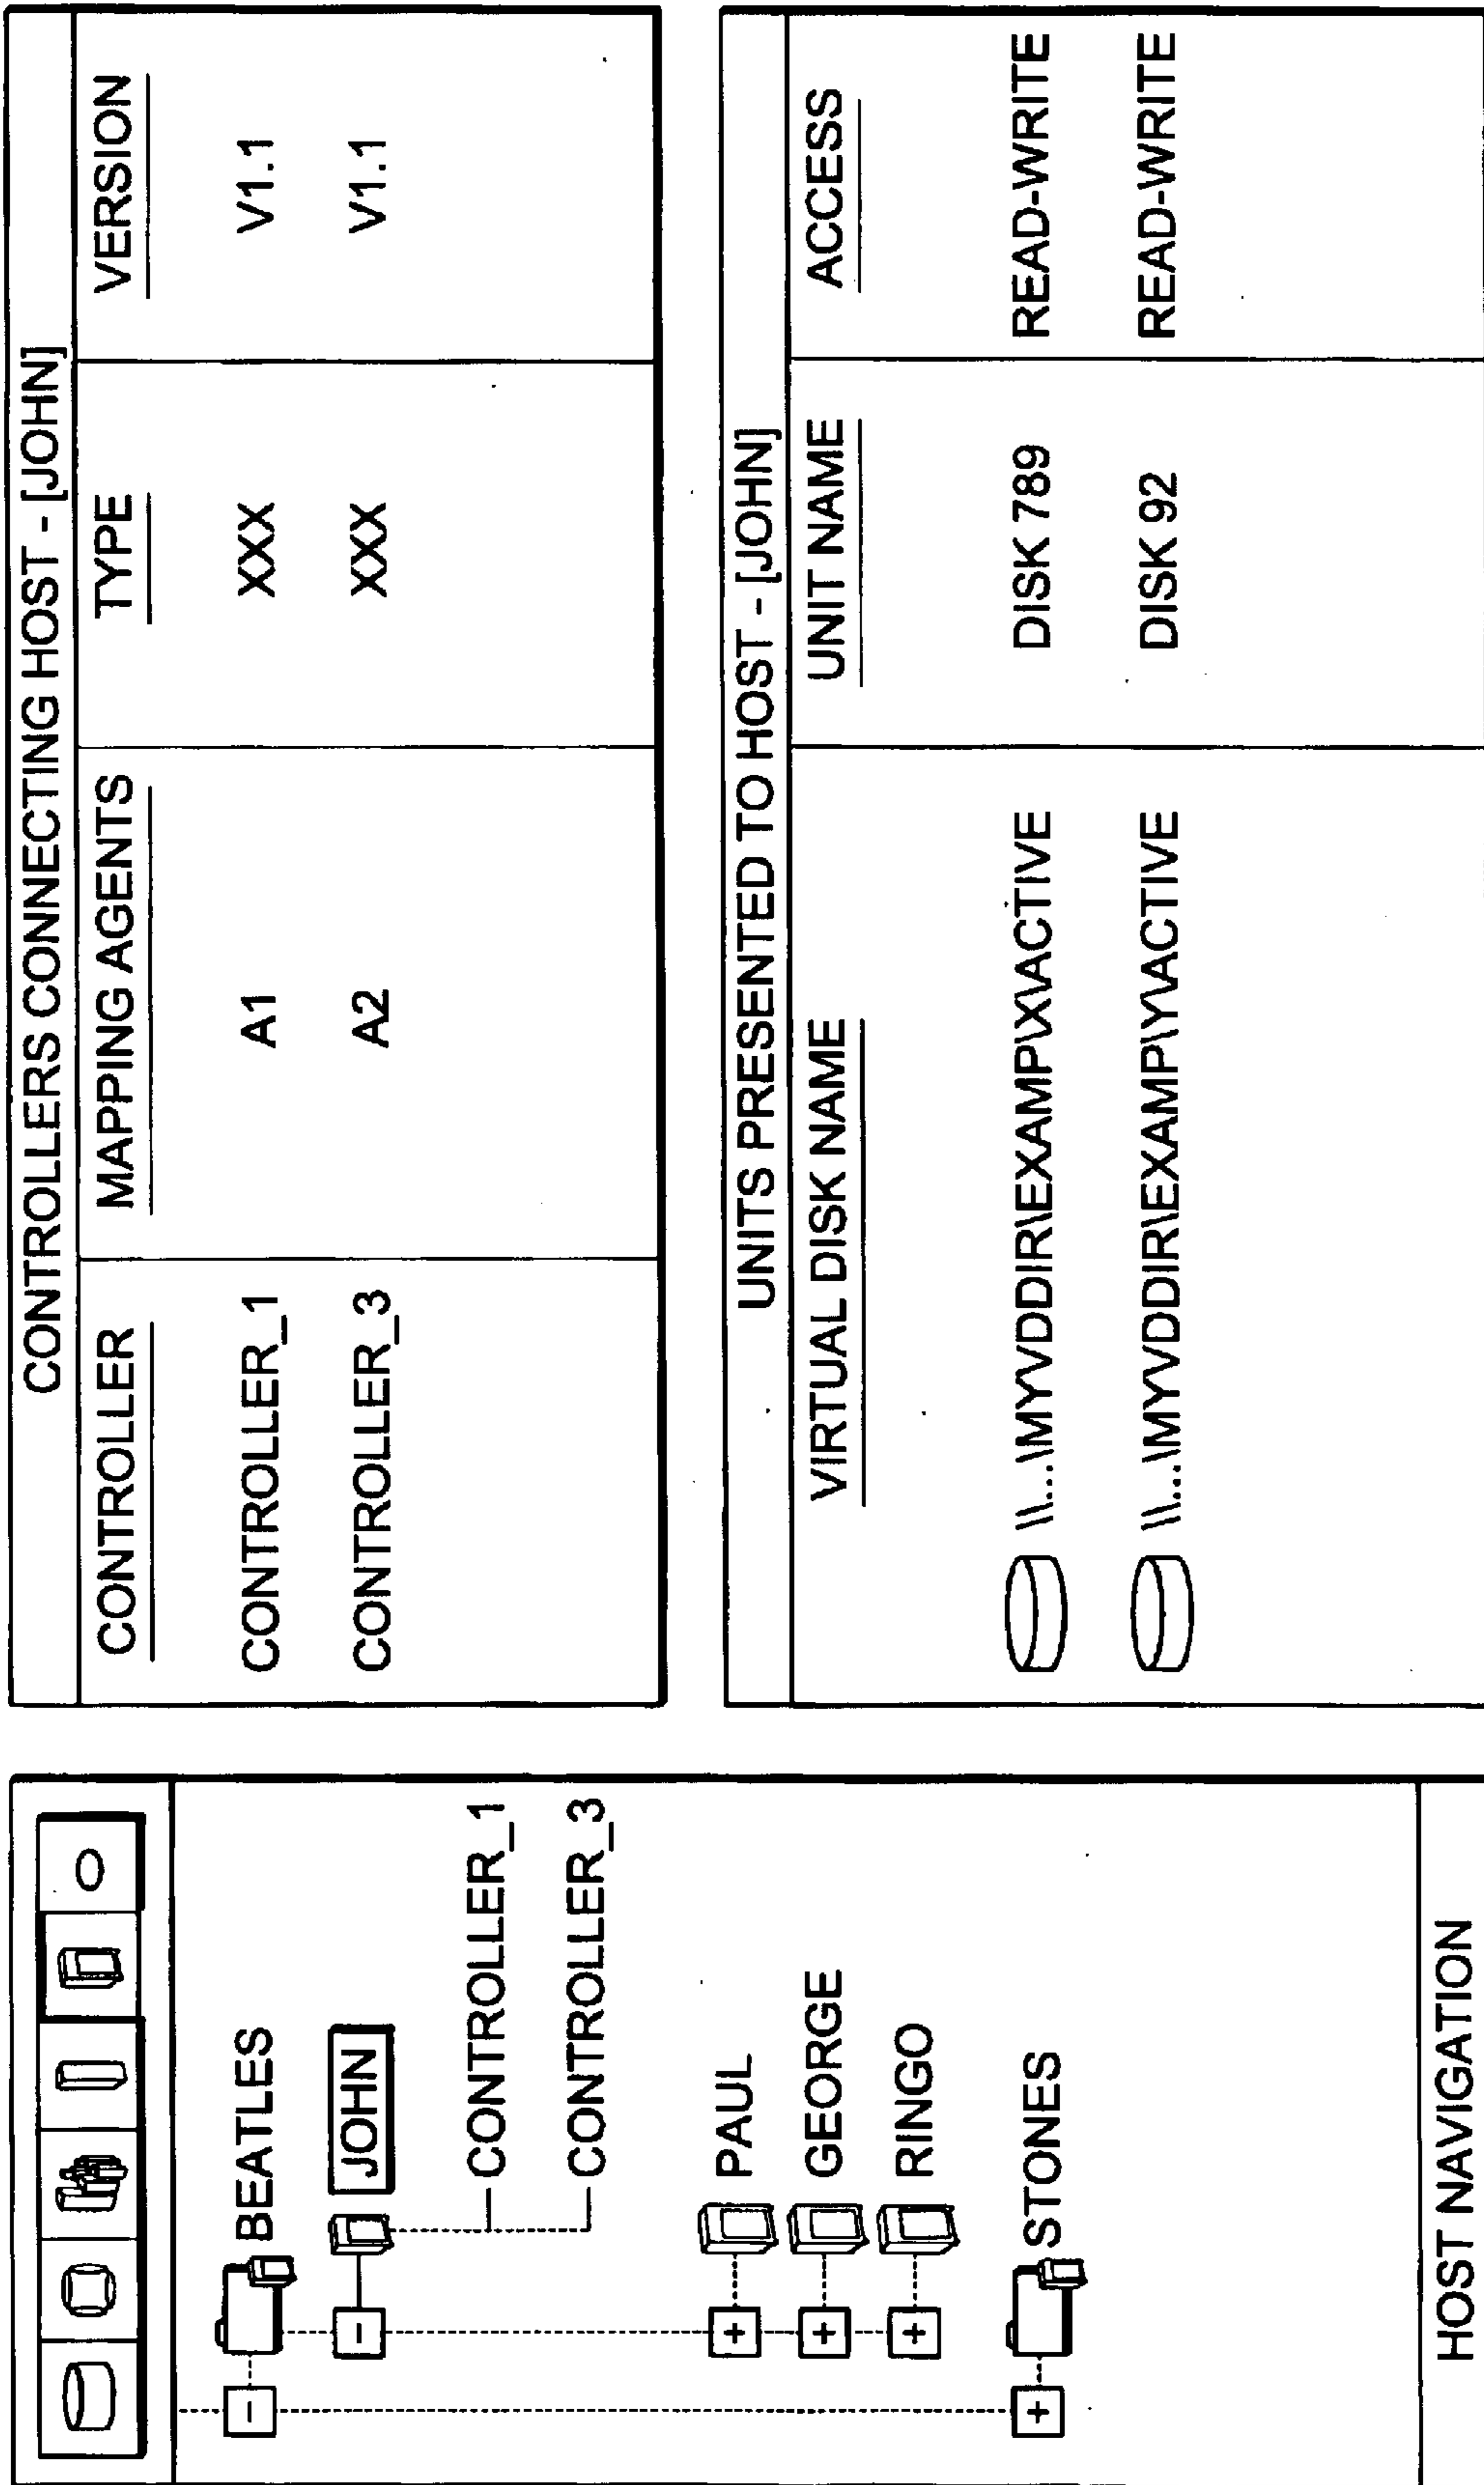 BEATLES
JOHN
CONTROLLER_1
CONTROLLER_3
PAUL
GEORGE
RINGO
STONES
HOST NAVIGATION
CONTROLLERS CONNECTING HOST - [JOHN]
CONTROLLER MAPPING AGENTS TYPE VERSION
CONTROLLER_1 A1 XXX V1.1
CONTROLLER_3 A2 XXX V1.1
UNITS PRESENTED TO HOST - [JOHN]
VIRTUAL DISK NAME UNIT NAME ACCESS
\\...\MYVDDIR\EXAMP\X\ACTIVE DISK 789 READ-WRITE
\\...\MYVDDIR\EXAMP\Y\ACTIVE DISK 92 READ-WRITE